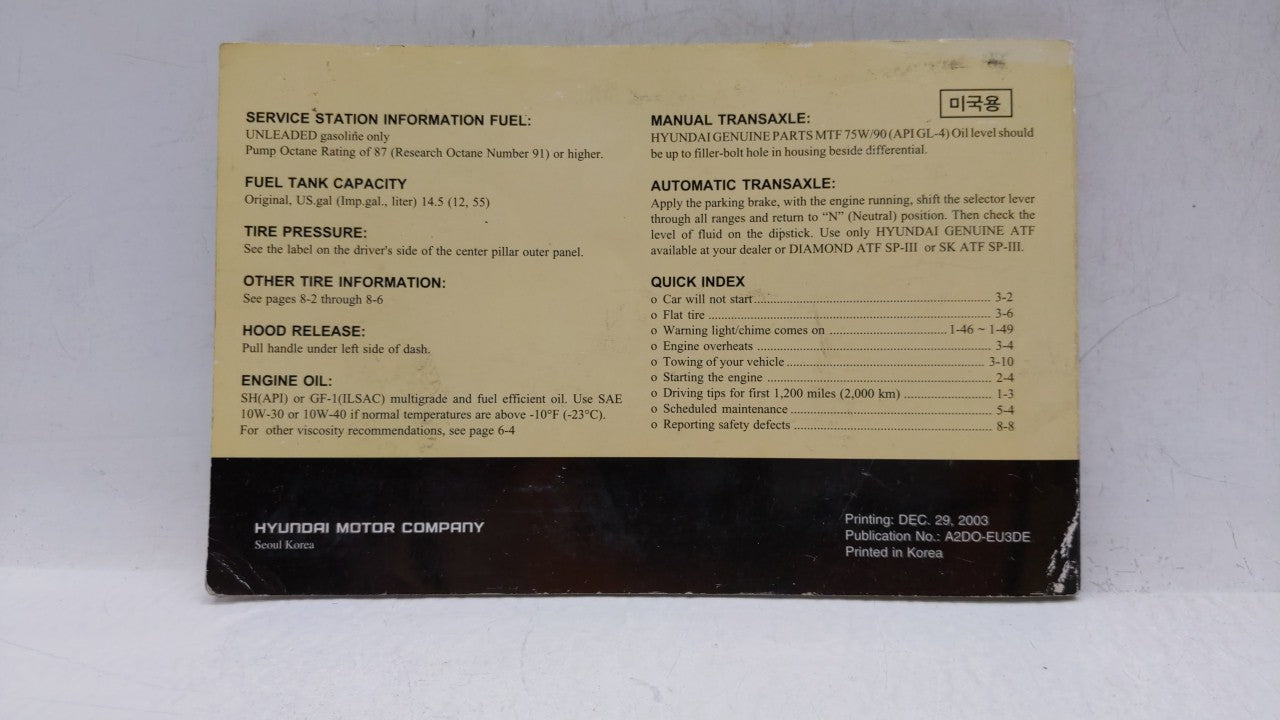 SERVICE STATION INFORMATION FUEL:
UNLEADED gasoline only
Pump Octane Rating of 87 (Research Octane Number 91) or higher.
FUEL TANK CAPACITY
Original, US.gal (Imp.gal., liter) 14.5 (12, 55)
TIRE PRESSURE:
See the label on the driver's side of the center pillar outer panel.
OTHER TIRE INFORMATION:
See pages 8-2 through 8-6
HOOD RELEASE:
Pull handle under left side of dash.
ENGINE OIL:
SH(API) or GF-1(ILSAC) multigrade and fuel efficient oil. Use SAE
10W-30 or 10W-40 if normal temperatures are above -10°F (-23°C).
For other viscosity recommendations, see page 6-4
미국용
MANUAL TRANSAXLE:
HYUNDAI GENUINE PARTS MTF 75W/90 (API GL-4) Oil level should
be up to filler-bolt hole in housing beside differential.
AUTOMATIC TRANSAXLE:
Apply the parking brake, with the engine running, shift the selector lever
through all ranges and return to “N” (Neutral) position. Then check the
level of fluid on the dipstick. Use only HYUNDAI GENUINE ATF
available at your dealer or DIAMOND ATF SP-III or SK ATF SP-III.
QUICK INDEX
o Car will not start ........ 3-2
o Flat tire ........ 3-6
o Warning light/chime comes on ........ 1-46 ~ 1-49
o Engine overheats ........ 3-4
o Towing of your vehicle ........ 3-10
o Starting the engine ........ 2-4
o Driving tips for first 1,200 miles (2,000 km) ........ 1-3
o Scheduled maintenance ........ 5-4
o Reporting safety defects ........ 8-8
HYUNDAI MOTOR COMPANY
Seoul Korea
Printing: DEC. 29, 2003
Publication No.: A2DO-EU3DE
Printed in Korea